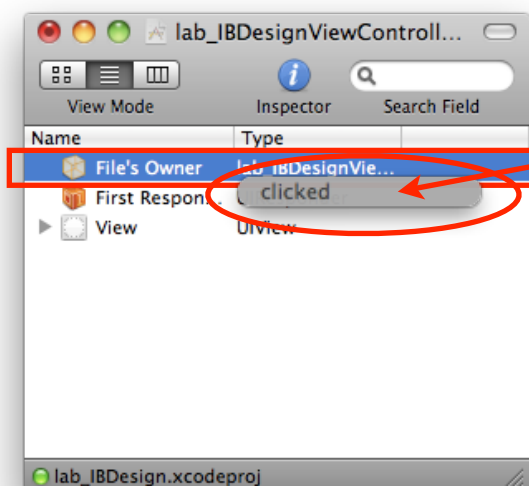 lab_IBDesignViewControll...
View Mode Inspector Search Field
Name Type
File's Owner lab_IBDesignVie...
clicked
First Respon...
View UIView
lab_IBDesign.xcodeproj